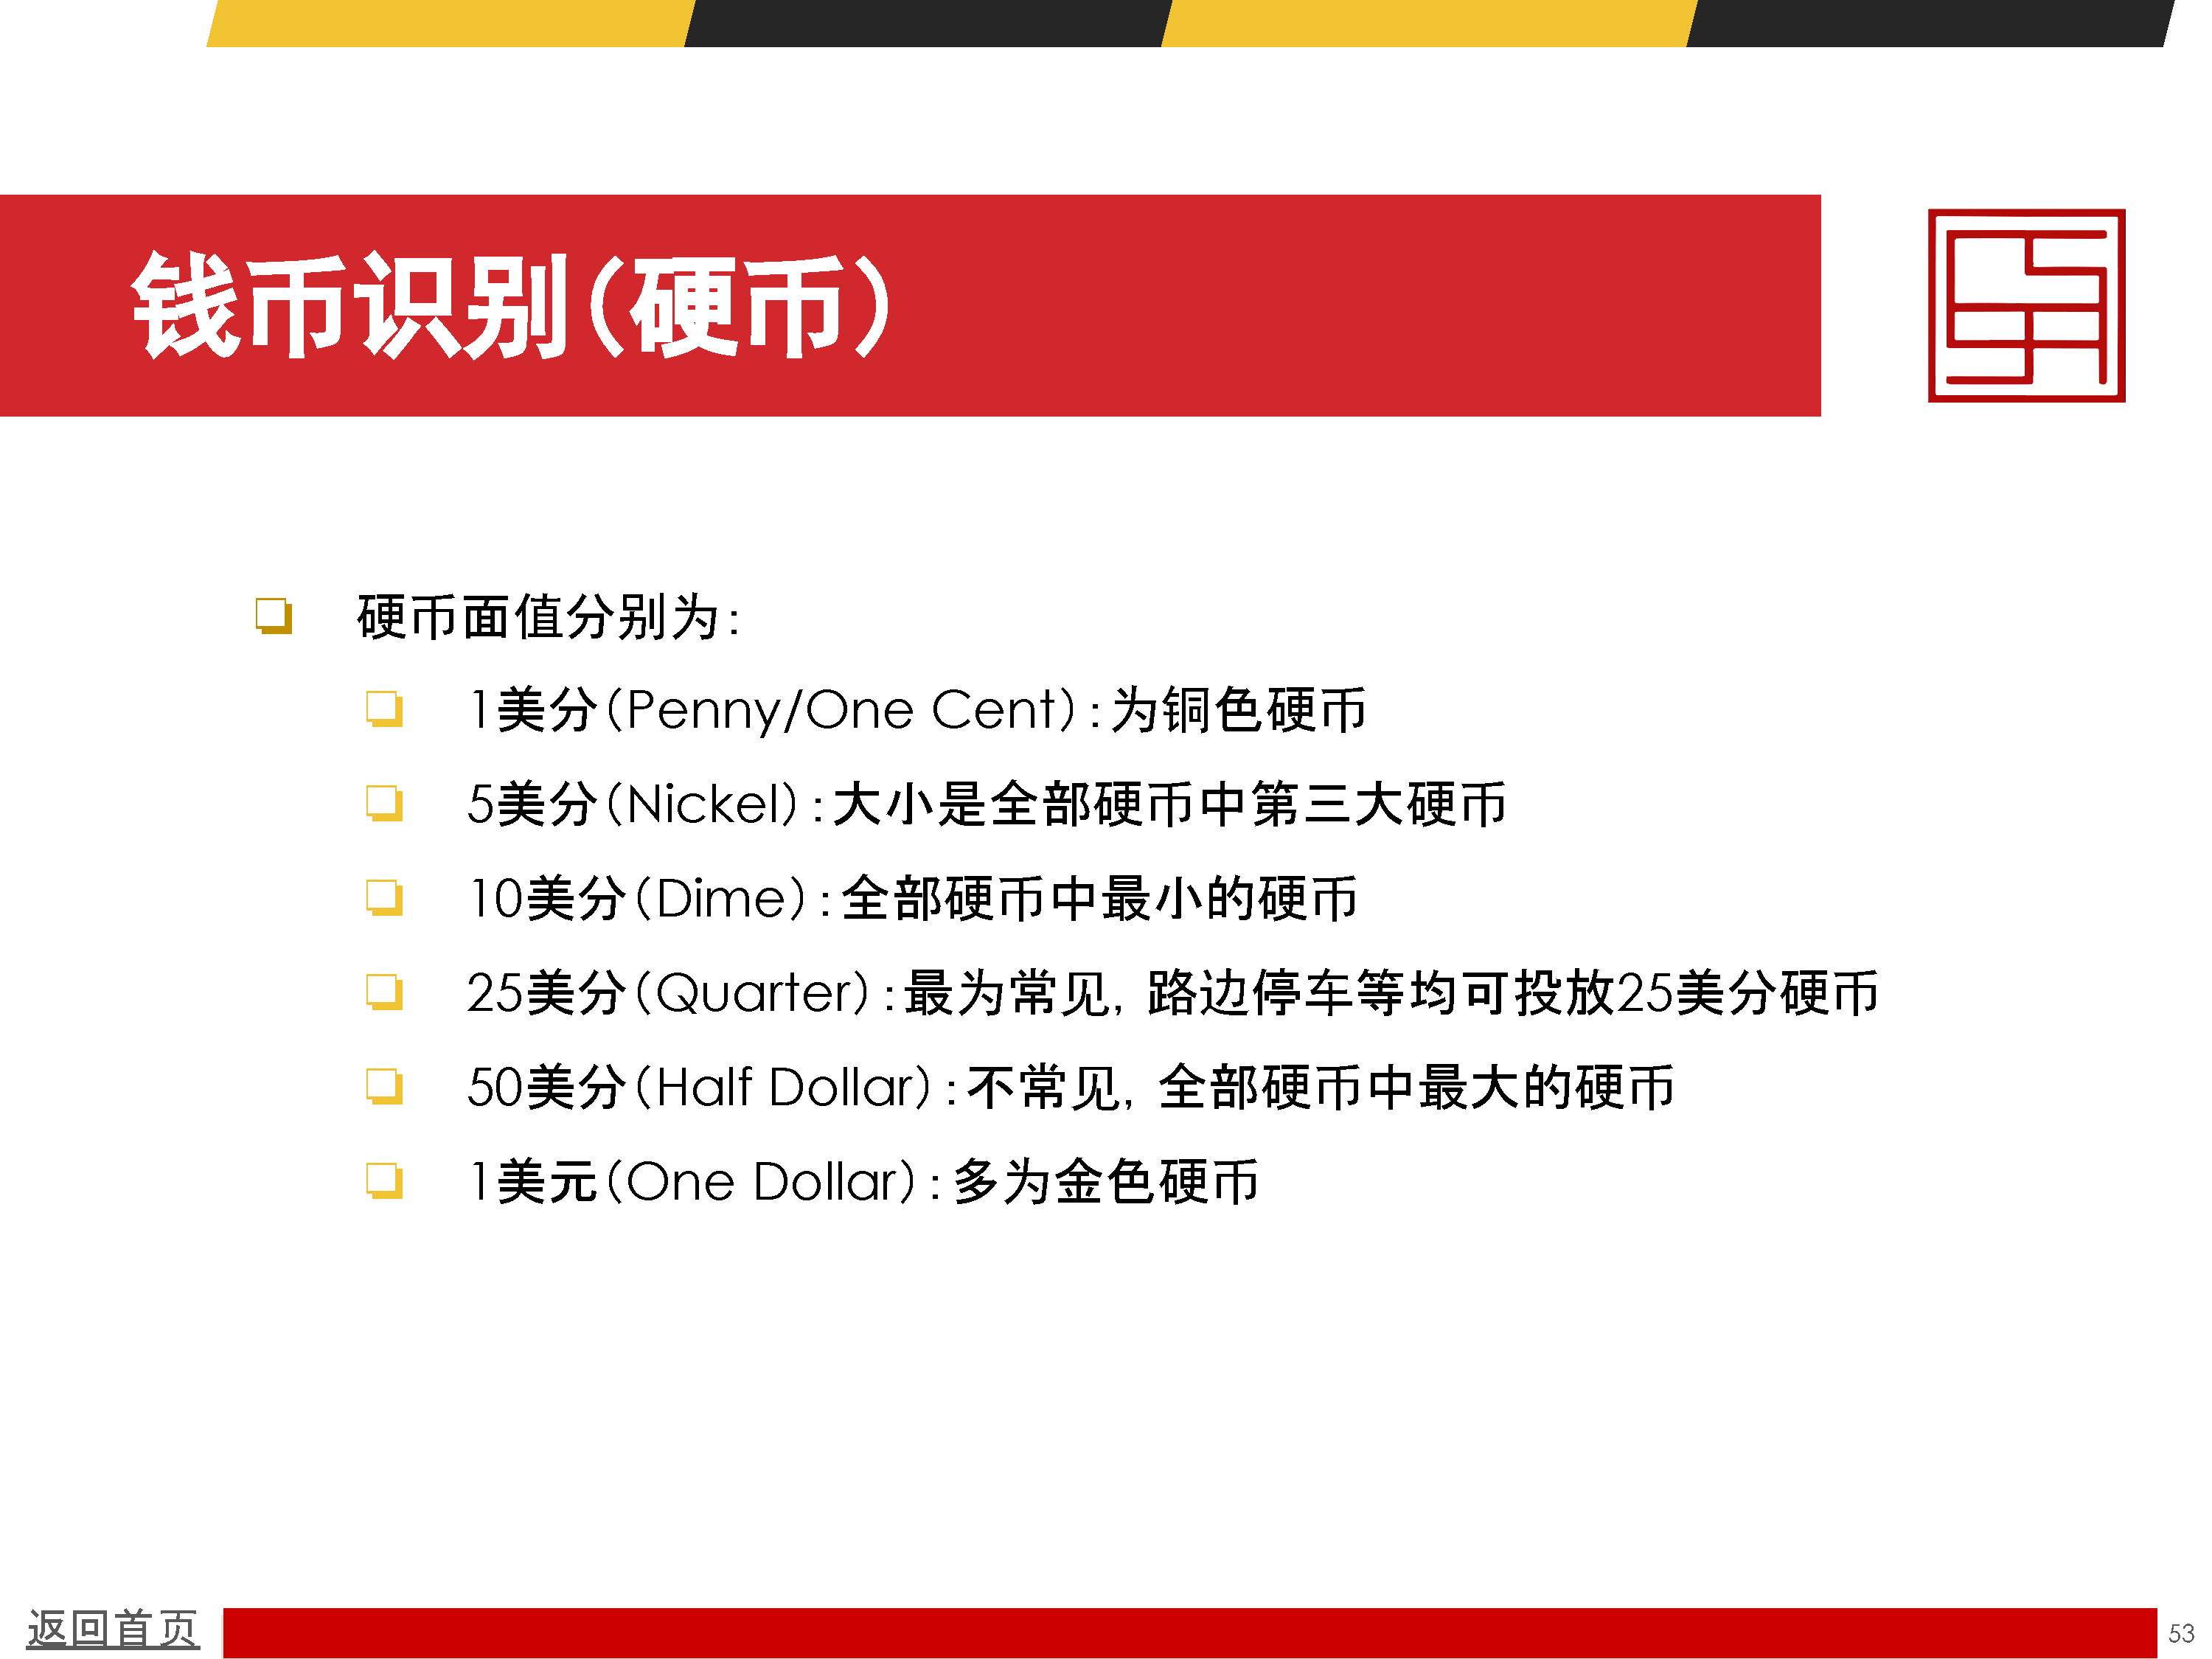 钱币识别（硬币）
硬币面值分别为：
1美分（Penny/One Cent）：为铜色硬币
5美分（Nickel）：大小是全部硬币中第三大硬币
10美分（Dime）：全部硬币中最小的硬币
25美分（Quarter）：最为常见，路边停车等均可投放25美分硬币
50美分（Half Dollar）：不常见，全部硬币中最大的硬币
1美元（One Dollar）：多为金色硬币
返回首页
53